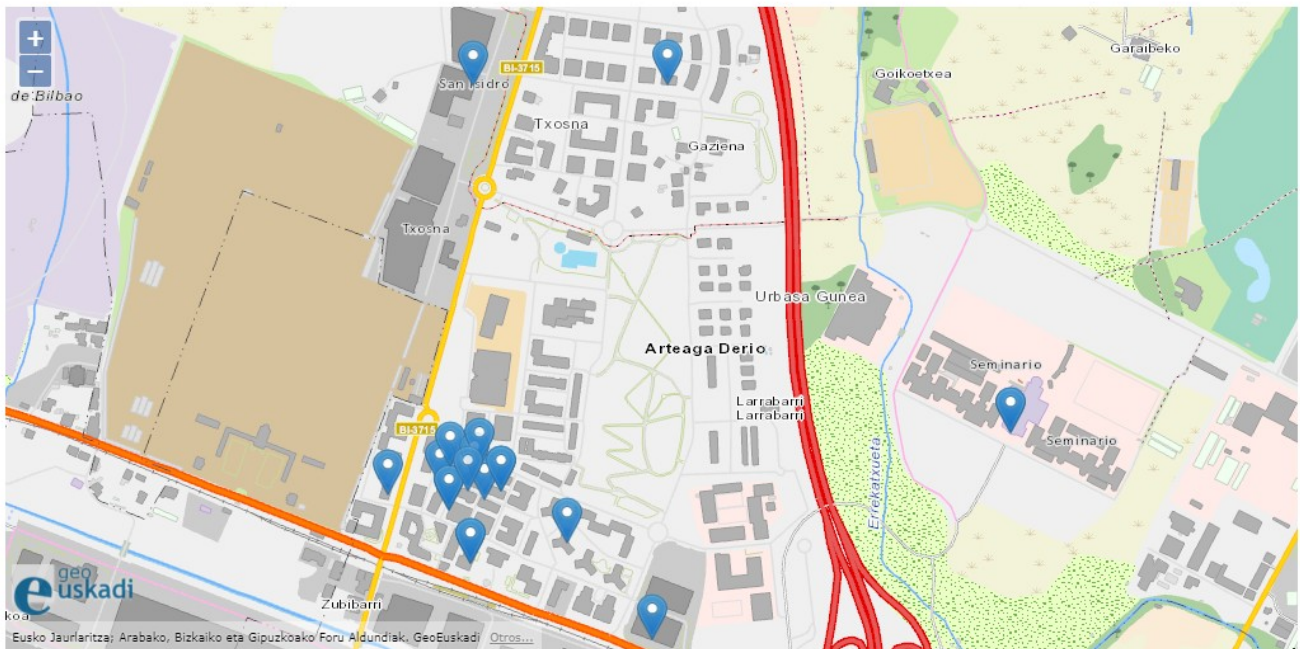 +
−
de Bilbao
San Isidro
BI-3715
Txosna
Gaziena
Goikoetxea
Garaibeko
Txosna
Urbasa Gunea
Arteaga Derio
Larrabarri
Larrabarri
Seminario
Seminario
BI-3715
Errekatxueta
Zubibarri
koa
geo
euskadi
Eusko Jaurlaritza; Arabako, Bizkaiko eta Gipuzkoako Foru Aldundiak, GeoEuskadi Otros...